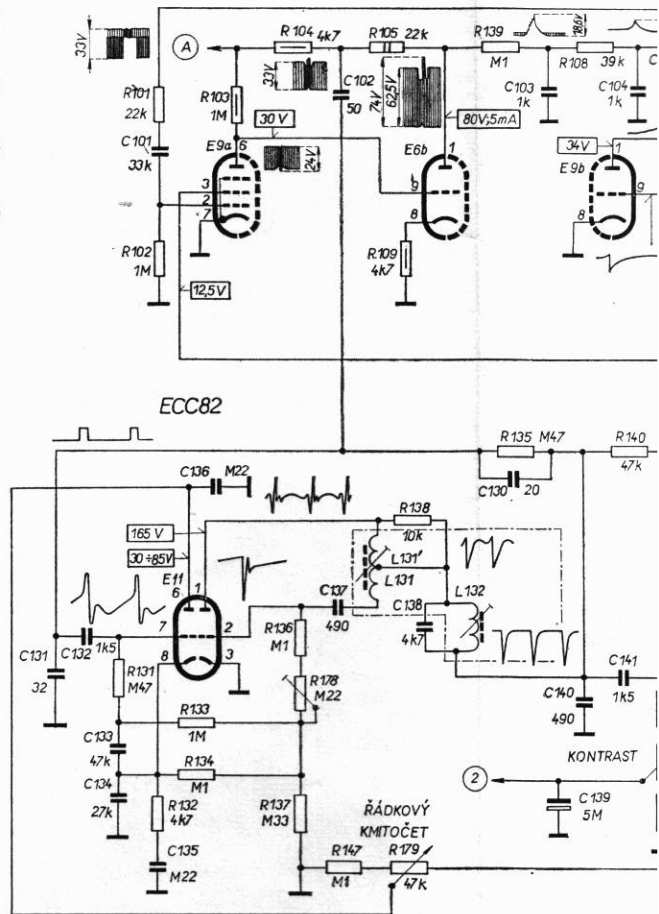 33V
A
R104 4k7
R105 22k
R139
M1
18,6V
R108 39k
R101
22k
C101
33k
R103
1M
33V
C102
50
74V
62,5V
C103
1k
C104
1k
30 V
80V;5mA
34V
E9a
6
24V
E6b
1
1
E9b
3
2
7
9
8
9
8
R102
1M
R109
4k7
12,5V
ECC82
R135 M47
R140
47k
C136 M22
C130 20
R138
10k
165 V
30÷85V
E11
6
1
L131'
L131
L132
C137
490
C138
4k7
7
2
8
3
C131
32
C132 1k5
R131
M47
R136
M1
R178
M22
C141
1k5
C140
490
R133
1M
C133
47k
R134
M1
C134
27k
R132
4k7
R137
M33
KONTRAST
2
C139
5M
ŘÁDKOVÝ
KMITOČET
C135
M22
R147
M1
R179
47k